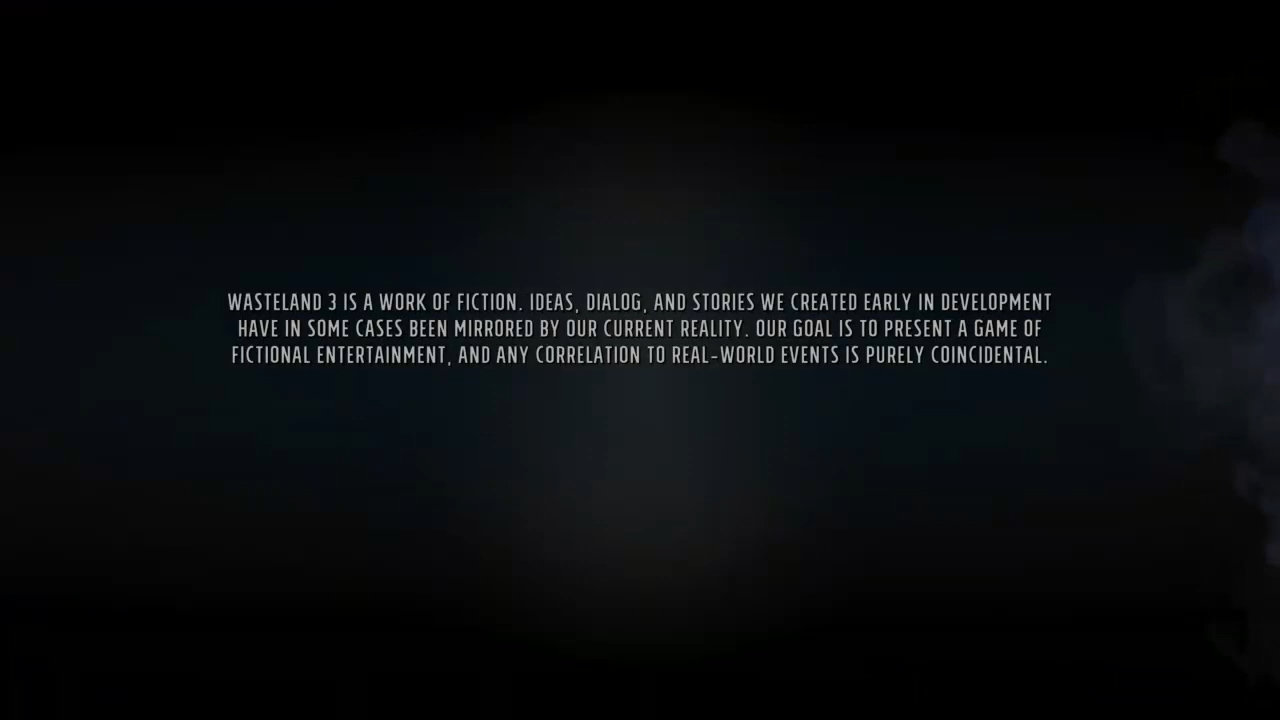 WASTELAND 3 IS A WORK OF FICTION. IDEAS, DIALOG, AND STORIES WE CREATED EARLY IN DEVELOPMENT
HAVE IN SOME CASES BEEN MIRRORED BY OUR CURRENT REALITY. OUR GOAL IS TO PRESENT A GAME OF
FICTIONAL ENTERTAINMENT, AND ANY CORRELATION TO REAL-WORLD EVENTS IS PURELY COINCIDENTAL.